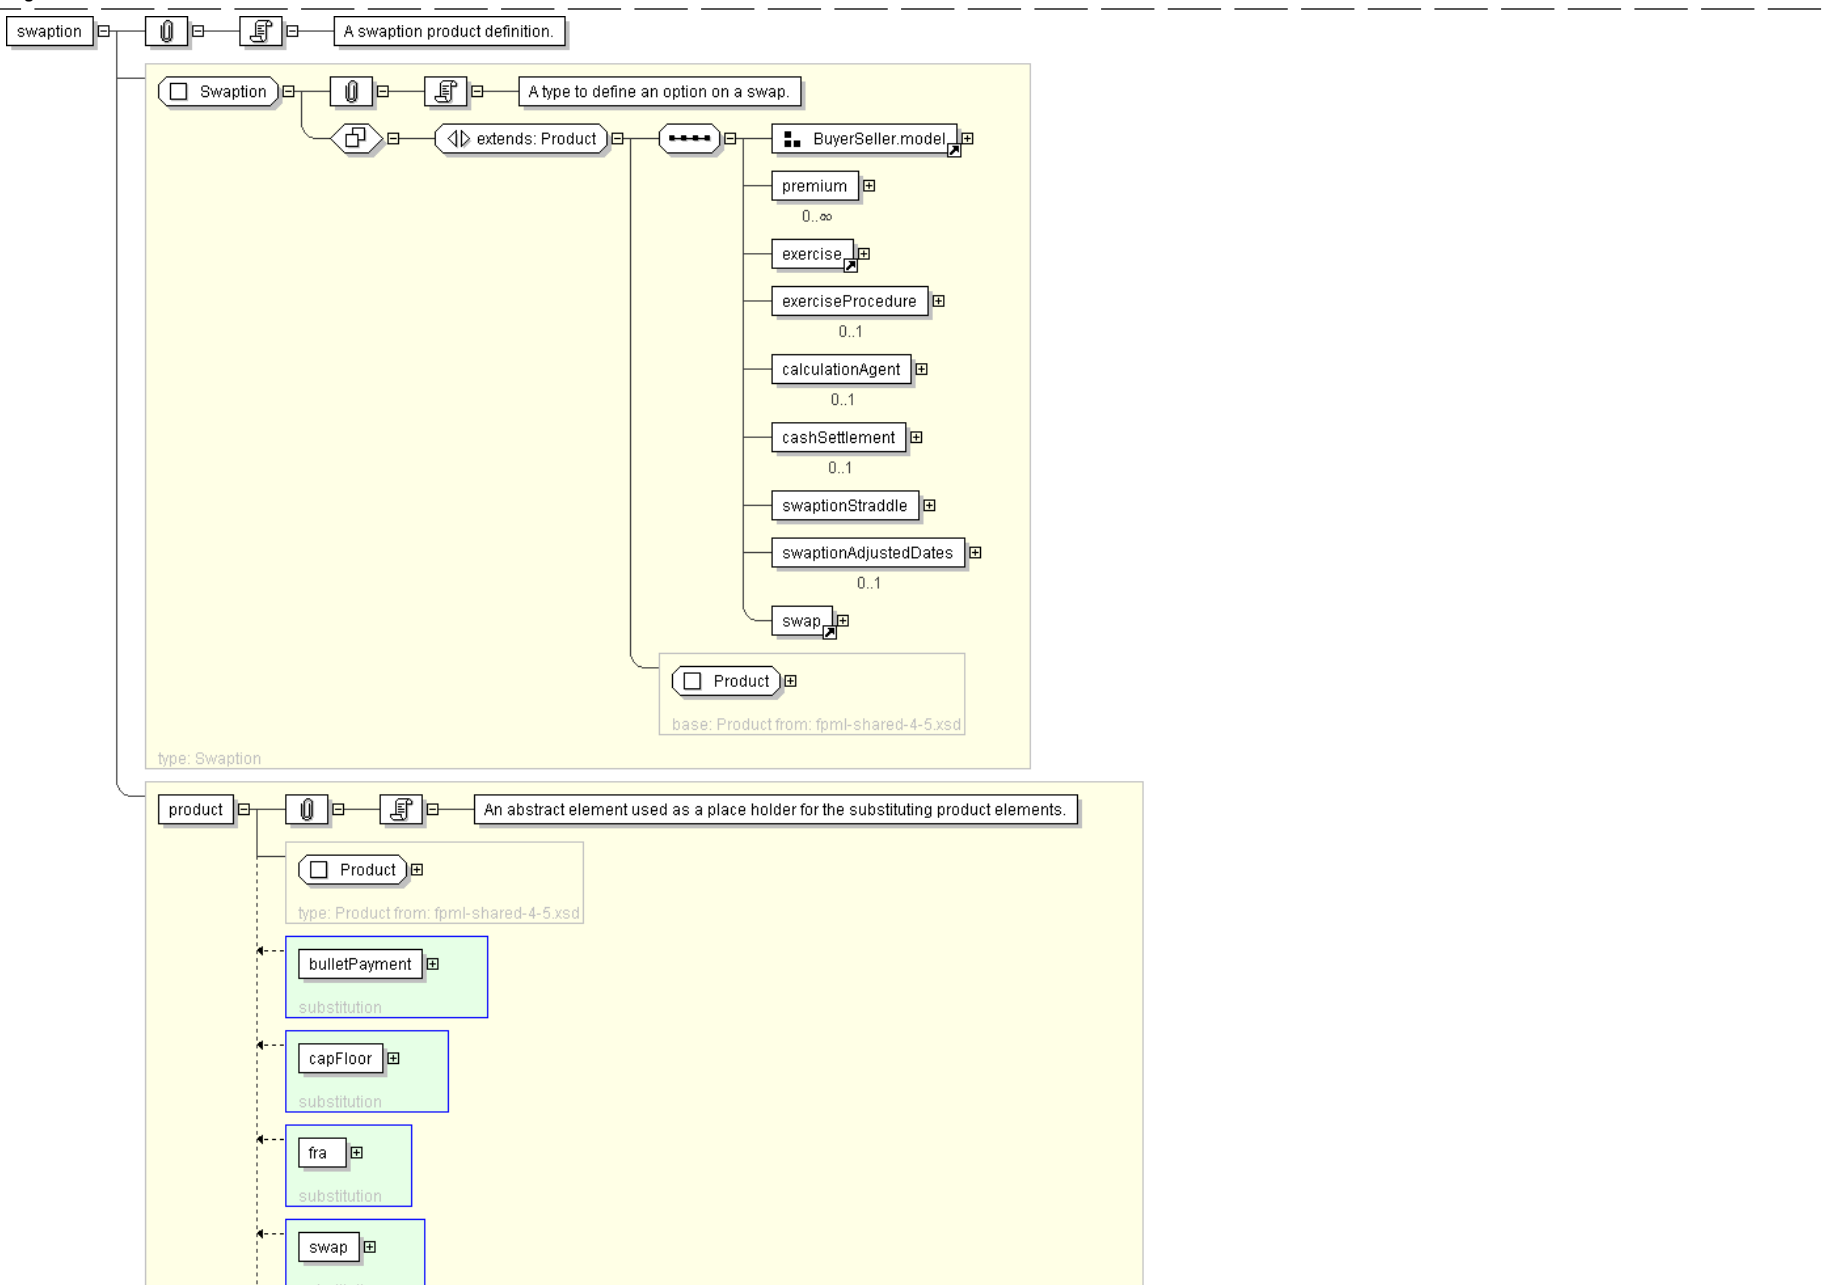 swaption
A swaption product definition.
Swaption
A type to define an option on a swap.
extends: Product
BuyerSeller.model
premium
0..∞
exercise
exerciseProcedure
0..1
calculationAgent
0..1
cashSettlement
0..1
swaptionStraddle
swaptionAdjustedDates
0..1
swap
Product
base: Product from: fpml-shared-4-5.xsd
type: Swaption
product
An abstract element used as a place holder for the substituting product elements.
Product
type: Product from: fpml-shared-4-5.xsd
bulletPayment
substitution
capFloor
substitution
fra
substitution
swap